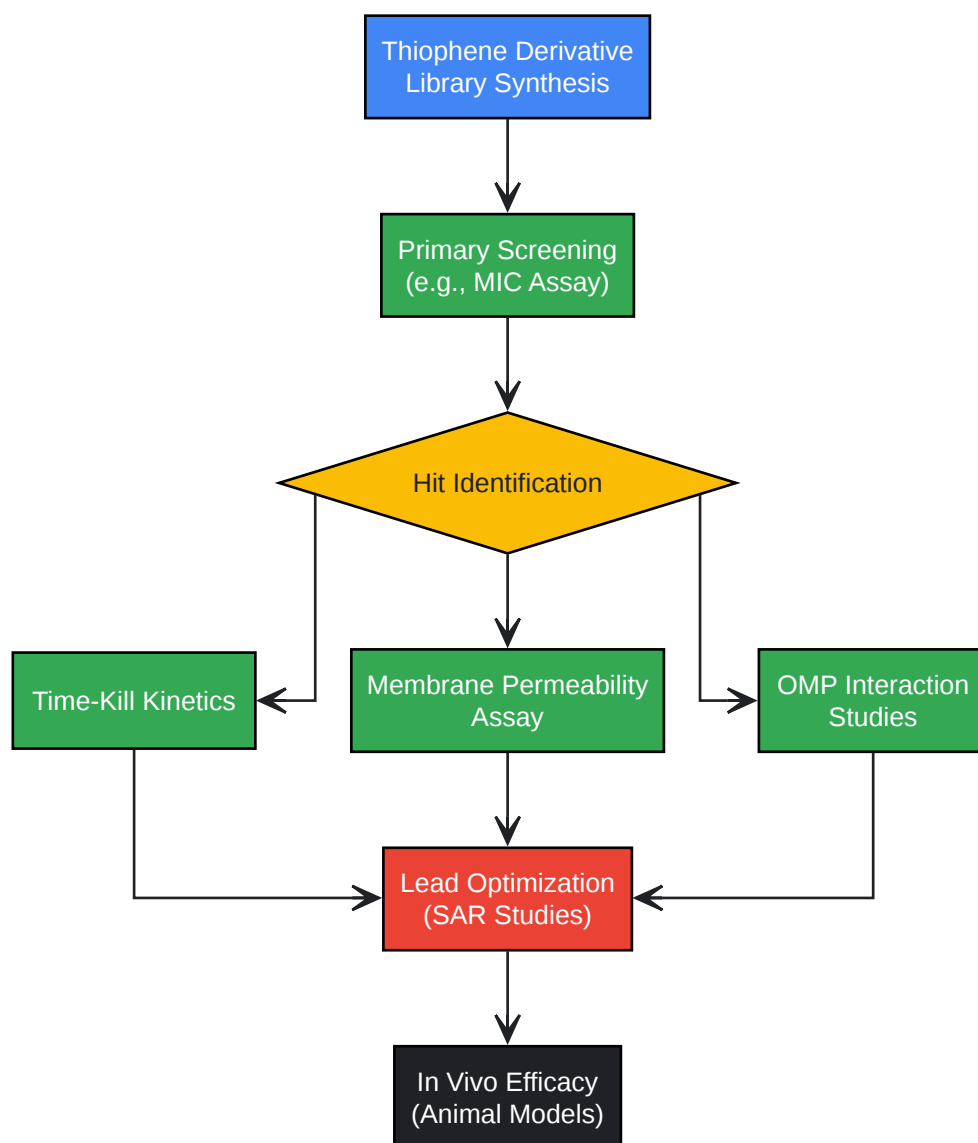 Thiophene Derivative
Library Synthesis
Primary Screening
(e.g., MIC Assay)
Hit Identification
Time-Kill Kinetics
Membrane Permeability
Assay
OMP Interaction
Studies
Lead Optimization
(SAR Studies)
In Vivo Efficacy
(Animal Models)